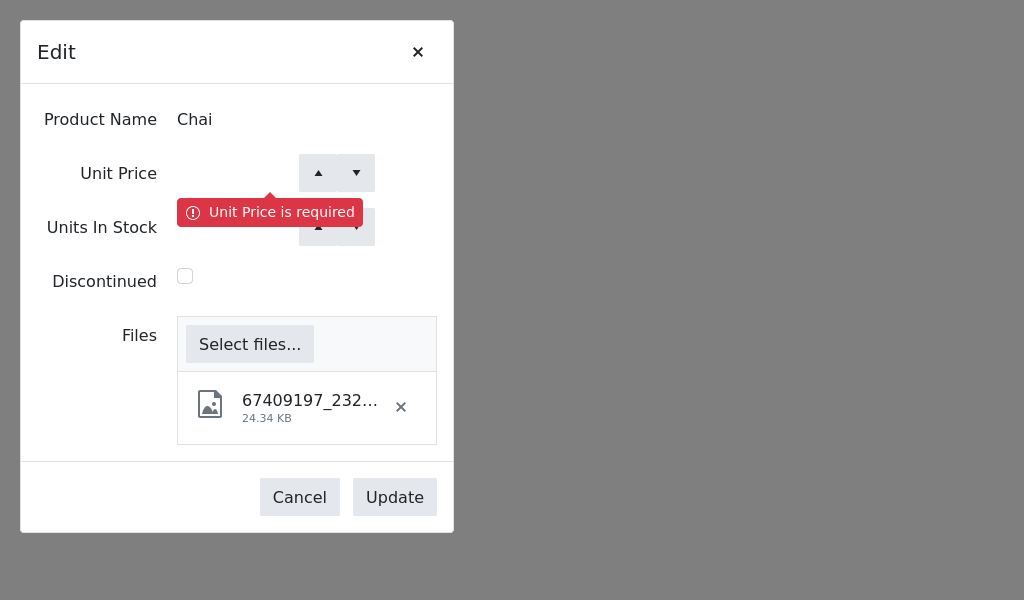 Edit
Product Name Chai
Unit Price
Unit Price is required
Units In Stock
Discontinued
Files
Select files...
67409197_232...
24.34 KB
Cancel Update